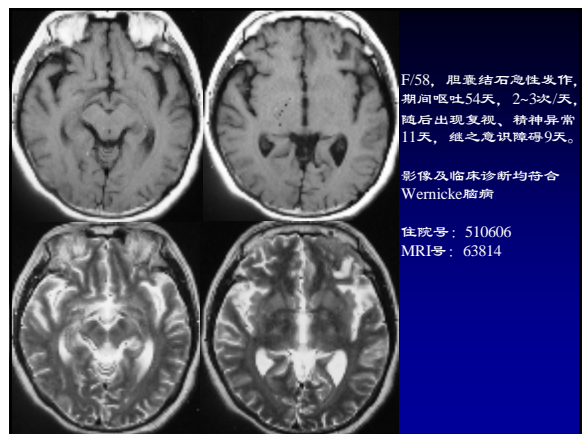 F/58，胆囊结石急性发作，
期间呕吐54天，2~3次/天，
随后出现复视、精神异常
11天，继之意识障碍9天。
影像及临床诊断均符合
Wernicke脑病
住院号：510606
MRI号：63814